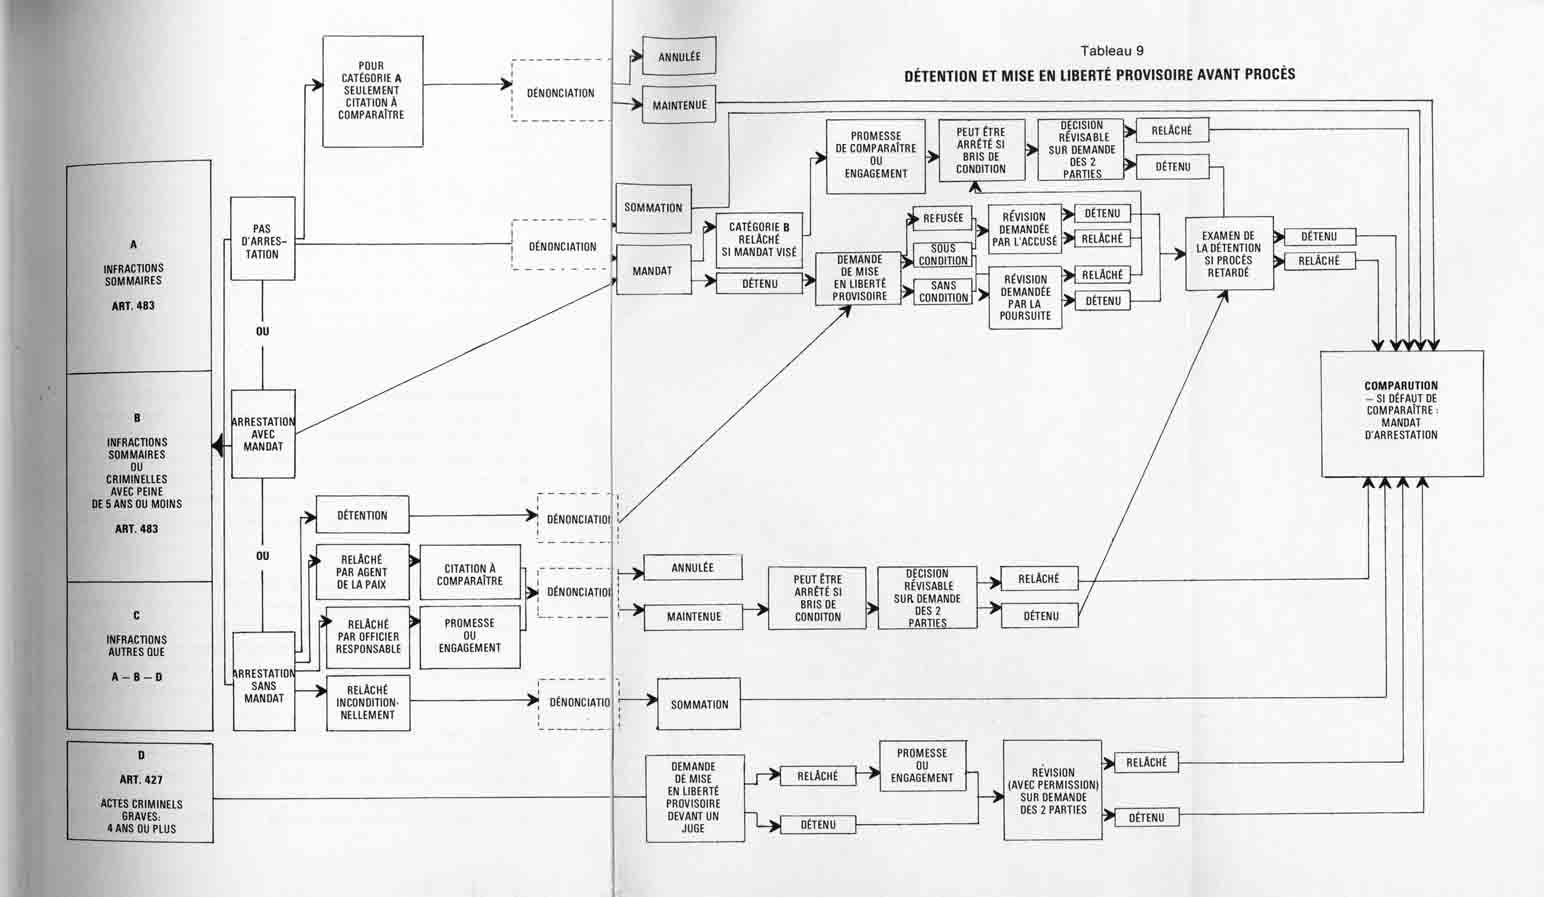 Tableau 9
DÉTENTION ET MISE EN LIBERTÉ PROVISOIRE AVANT PROCÈS
A
INFRACTIONS
SOMMAIRES
ART. 483
B
INFRACTIONS
SOMMAIRES
OU
CRIMINELLES
AVEC PEINE
DE 5 ANS OU MOINS
ART. 483
C
INFRACTIONS
AUTRES QUE
A – B – D
D
ART. 427
ACTES CRIMINELS
GRAVES:
4 ANS OU PLUS
PAS
D'ARRES-
TATION
OU
ARRESTATION
AVEC
MANDAT
OU
ARRESTATION
SANS
MANDAT
POUR
CATÉGORIE A
SEULEMENT
CITATION À
COMPARAÎTRE
DÉNONCIATION
ANNULÉE
MAINTENUE
DÉNONCIATION
SOMMATION
MANDAT
CATÉGORIE B
RELÂCHÉ
SI MANDAT VISÉ
DÉTENU
PROMESSE
DE COMPARAÎTRE
OU
ENGAGEMENT
PEUT ÊTRE
ARRÊTÉ SI
BRIS DE
CONDITION
DÉCISION
RÉVISABLE
SUR DEMANDE
DES 2
PARTIES
RELÂCHÉ
DÉTENU
DEMANDE
DE MISE
EN LIBERTÉ
PROVISOIRE
REFUSÉE
SOUS
CONDITION
SANS
CONDITION
RÉVISION
DEMANDÉE
PAR L'ACCUSÉ
DÉTENU
RELÂCHÉ
RÉVISION
DEMANDÉE
PAR LA
POURSUITE
RELÂCHÉ
DÉTENU
EXAMEN DE
LA DÉTENTION
SI PROCÈS
RETARDÉ
DÉTENU
RELÂCHÉ
COMPARUTION
– SI DÉFAUT DE
COMPARAÎTRE :
MANDAT
D'ARRESTATION
DÉTENTION
DÉNONCIATION
RELÂCHÉ
PAR AGENT
DE LA PAIX
CITATION À
COMPARAÎTRE
RELÂCHÉ
PAR OFFICIER
RESPONSABLE
PROMESSE
OU
ENGAGEMENT
DÉNONCIATION
ANNULÉE
MAINTENUE
PEUT ÊTRE
ARRÊTÉ SI
BRIS DE
CONDITON
DÉCISION
RÉVISABLE
SUR DEMANDE
DES 2
PARTIES
RELÂCHÉ
DÉTENU
RELÂCHÉ
INCONDITION-
NELLEMENT
DÉNONCIATIO
SOMMATION
DEMANDE
DE MISE
EN LIBERTÉ
PROVISOIRE
DEVANT UN
JUGE
RELÂCHÉ
DÉTENU
PROMESSE
OU
ENGAGEMENT
RÉVISION
(AVEC PERMISSION)
SUR DEMANDE
DES 2 PARTIES
RELÂCHÉ
DÉTENU